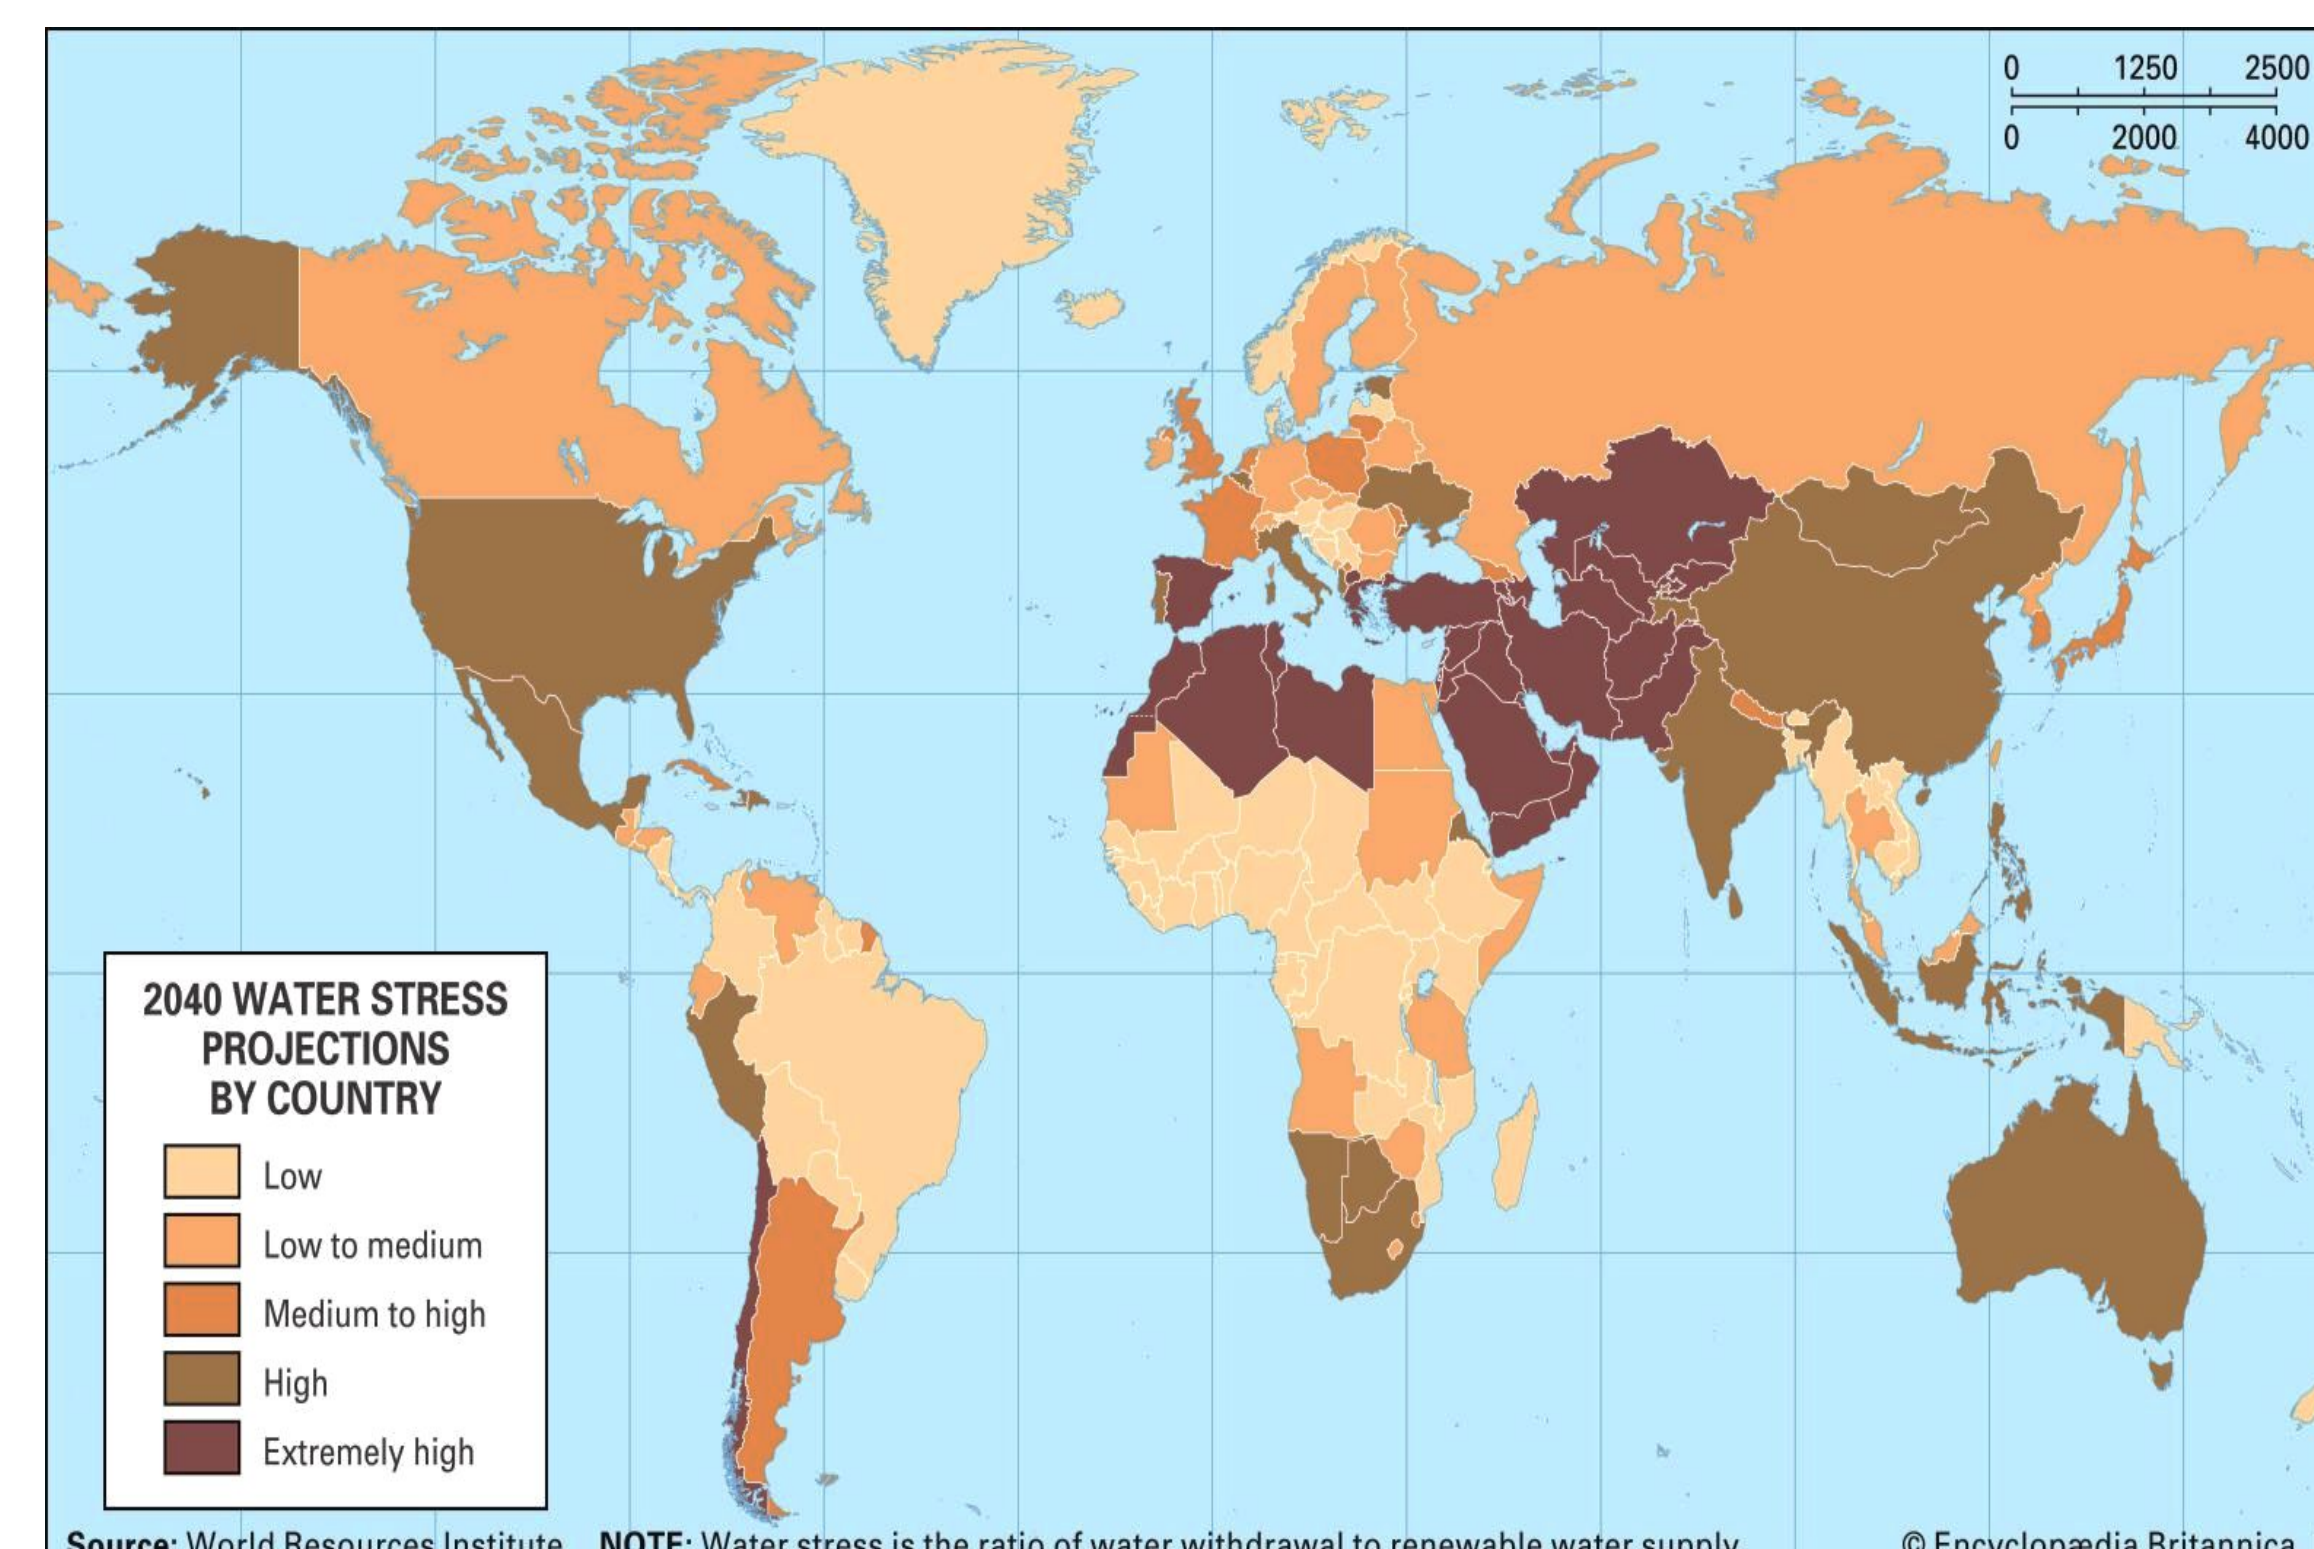 0 1250 2500
0 2000 4000
2040 WATER STRESS
PROJECTIONS
BY COUNTRY
Low
Low to medium
Medium to high
High
Extremely high
Source: World Resources Institute NOTE: Water stress is the ratio of water withdrawal to renewable water supply © Encyclopædia Britannica